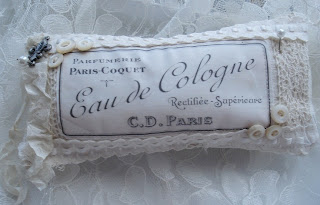 PARFUMERIE
PARIS-COQUET
Eau de Cologne
Rectifiée-Supérieure
C.D. PARIS